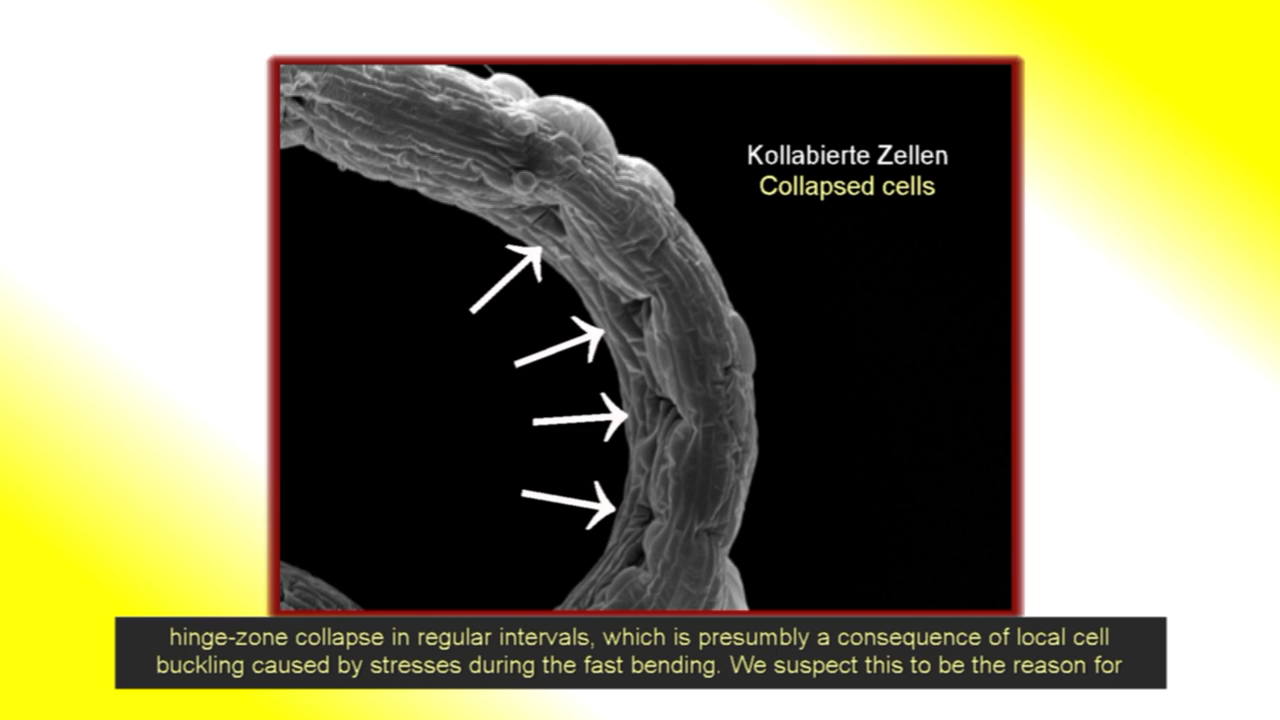 Kollabierte Zellen
Collapsed cells
hinge-zone collapse in regular intervals, which is presumbly a consequence of local cell
buckling caused by stresses during the fast bending. We suspect this to be the reason for